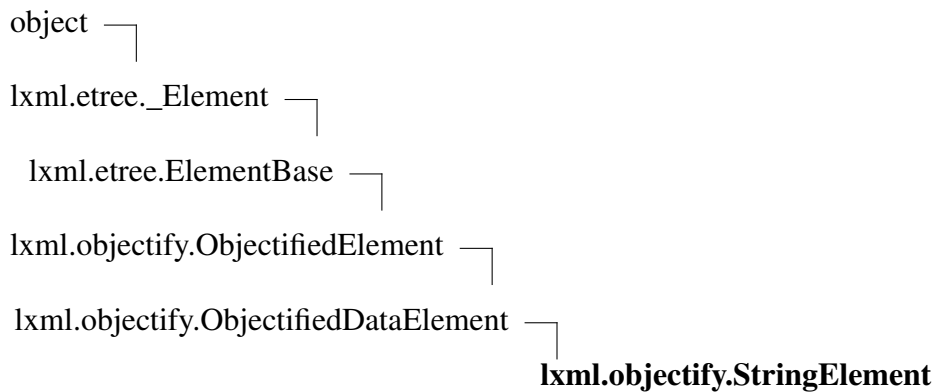 object
lxml.etree._Element
lxml.etree.ElementBase
lxml.objectify.ObjectifiedElement
lxml.objectify.ObjectifiedDataElement
lxml.objectify.StringElement